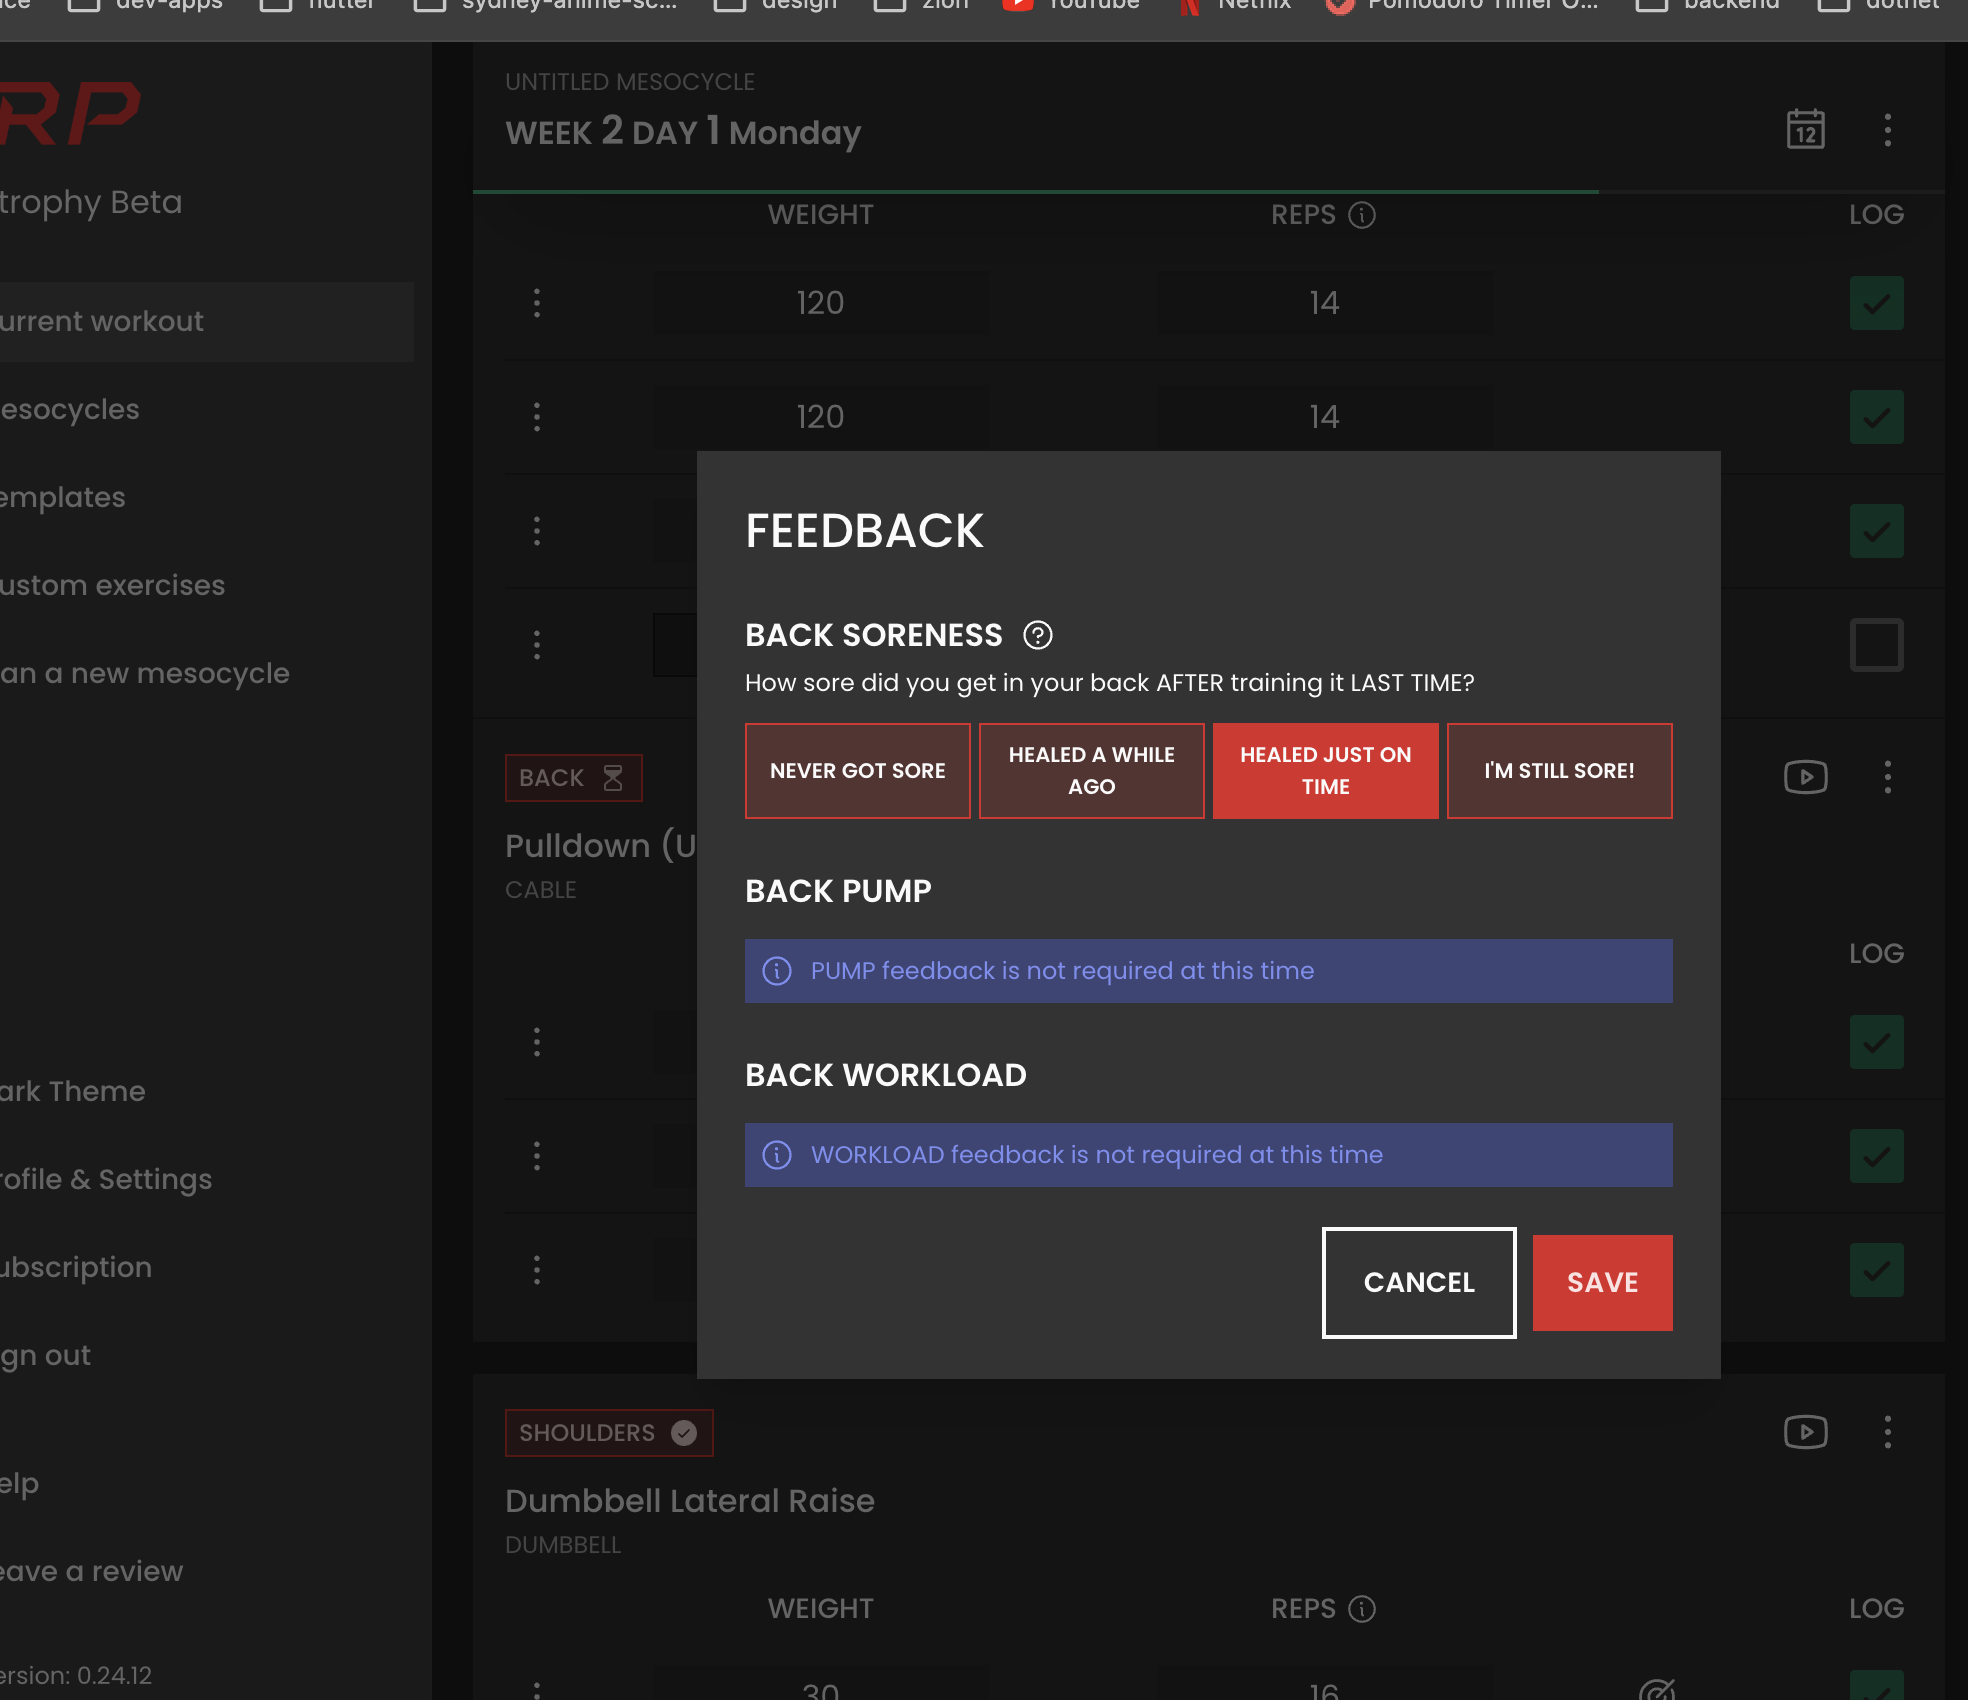 dev-apps
flutter
sydney-anime-sc...
design
zion
YouTube
Netflix
Pomodoro Timer O...
backend
dotnet
RP
trophy Beta
urrent workout
esocycles
emplates
ustom exercises
an a new mesocycle
ark Theme
rofile & Settings
ubscription
gn out
elp
eave a review
ersion: 0.24.12
UNTITLED MESOCYCLE
WEEK 2 DAY 1 Monday
12
WEIGHT REPS LOG
120 14
120 14
BACK
Pulldown (U
CABLE
LOG
FEEDBACK
BACK SORENESS
How sore did you get in your back AFTER training it LAST TIME?
NEVER GOT SORE
HEALED A WHILE
AGO
HEALED JUST ON
TIME
I'M STILL SORE!
BACK PUMP
PUMP feedback is not required at this time
BACK WORKLOAD
WORKLOAD feedback is not required at this time
CANCEL SAVE
SHOULDERS
Dumbbell Lateral Raise
DUMBBELL
WEIGHT REPS LOG
30 16